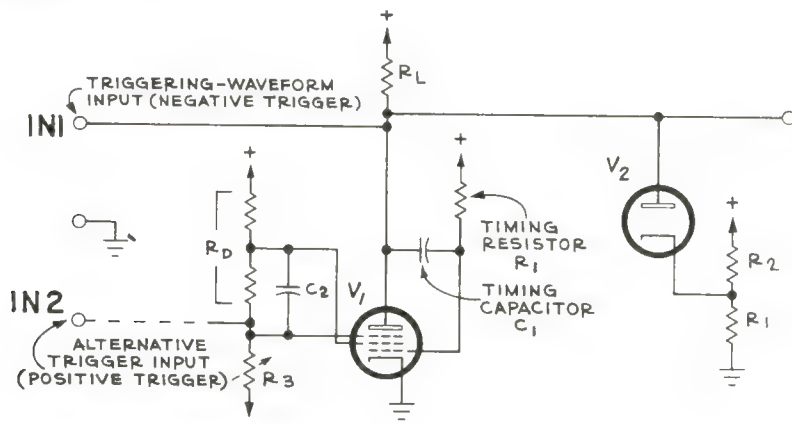 +
R_L
TRIGGERING-WAVEFORM
INPUT (NEGATIVE TRIGGER)
IN1
+
+
V_2
+
R_D
C_2
V_1
TIMING
RESISTOR
R_1
TIMING
CAPACITOR
C_1
R_2
R_1
IN2
ALTERNATIVE
TRIGGER INPUT
(POSITIVE TRIGGER)
R_3